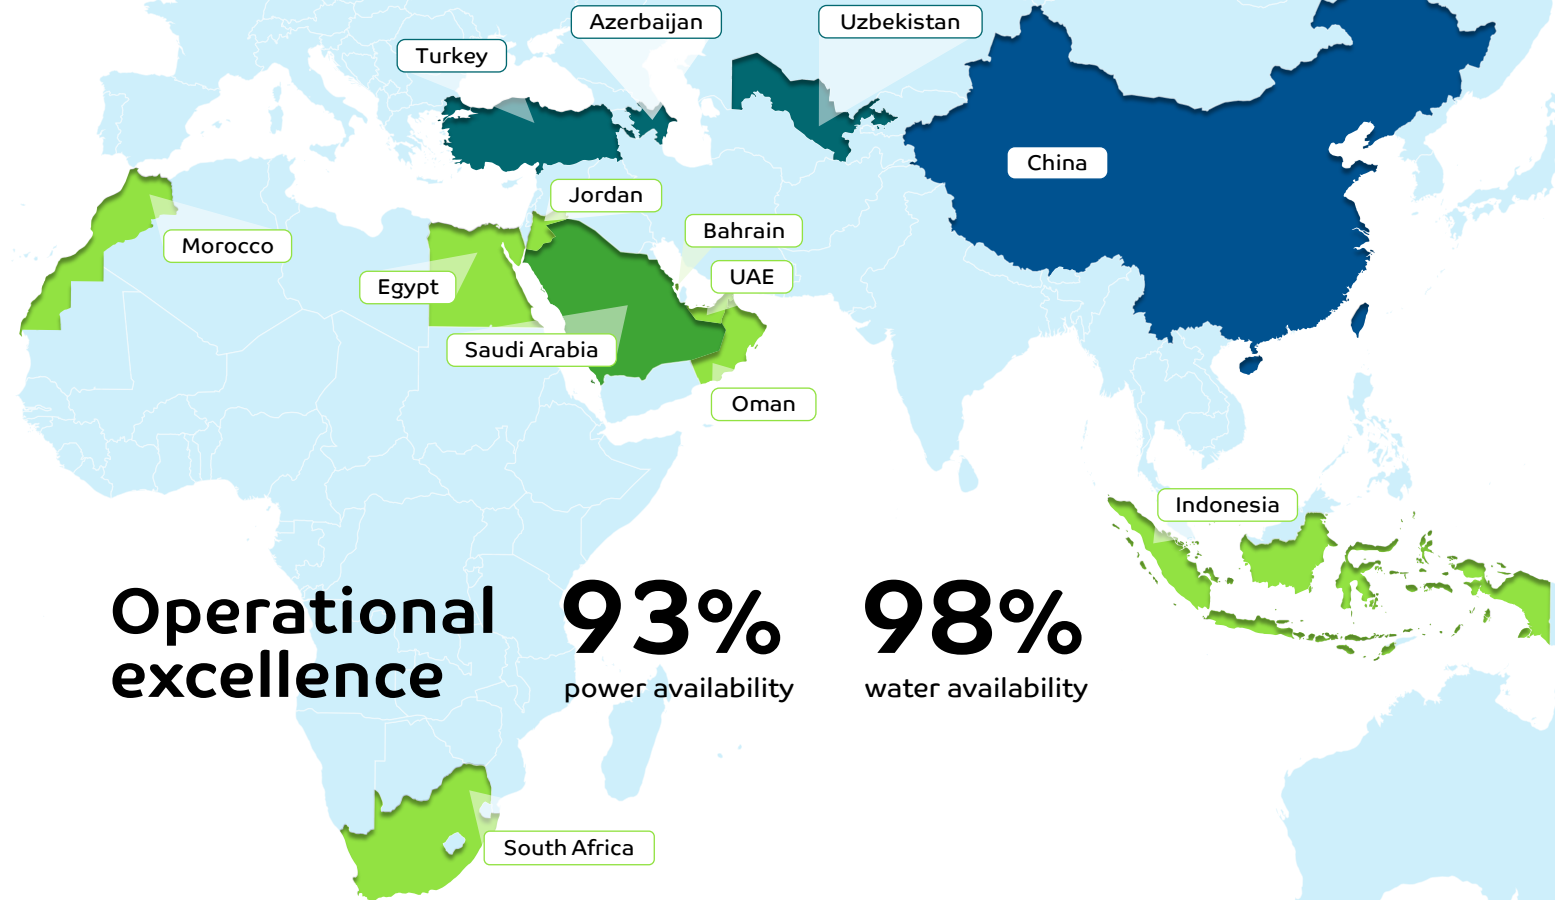 Azerbaijan
Uzbekistan
Turkey
China
Jordan
Bahrain
Morocco
UAE
Egypt
Saudi Arabia
Oman
Indonesia
Operational
excellence
93%
power availability
98%
water availability
South Africa